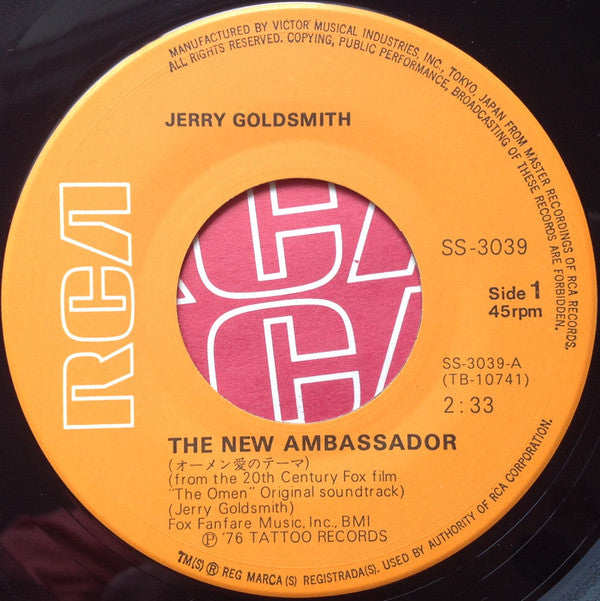 MANUFACTURED BY VICTOR MUSICAL INDUSTRIES, INC., TOKYO, JAPAN FROM MASTER RECORDINGS OF RCA RECORDS.
ALL RIGHTS RESERVED. COPYING, PUBLIC PERFORMANCE, BROADCASTING OF THESE RECORDS ARE FORBIDDEN.
JERRY GOLDSMITH
RCA
SS-3039
Side 1
45rpm
SS-3039-A
(TB-10741)
2:33
THE NEW AMBASSADOR
(オーメン愛のテーマ)
(from the 20th Century Fox film
"The Omen" Original soundtrack)
(Jerry Goldsmith)
Fox Fanfare Music, Inc., BMI
Ⓟ '76 TATTOO RECORDS
TM(S) ® REG MARCA(S) REGISTRADA(S). USED BY AUTHORITY OF RCA CORPORATION.